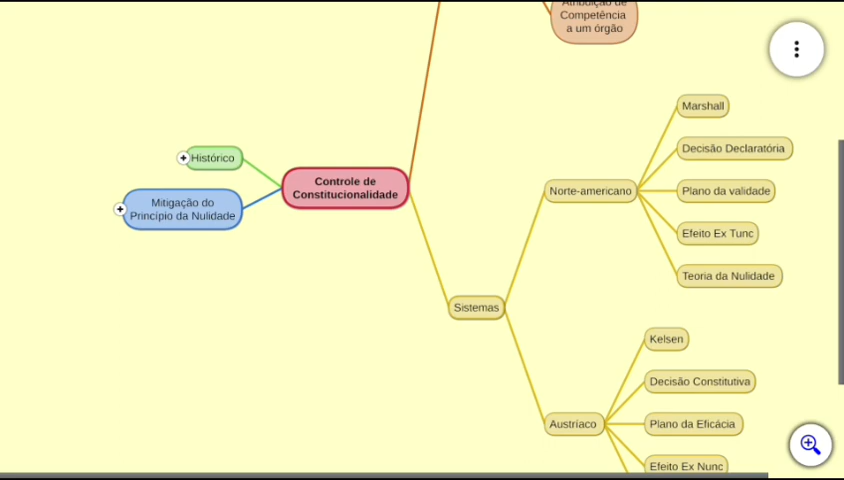 Atribuição de
Competência
a um órgão
Marshall
Histórico
Decisão Declaratória
Controle de
Constitucionalidade
Norte-americano
Plano da validade
Mitigação do
Princípio da Nulidade
Efeito Ex Tunc
Teoria da Nulidade
Sistemas
Kelsen
Decisão Constitutiva
Austríaco
Plano da Eficácia
Efeito Ex Nunc